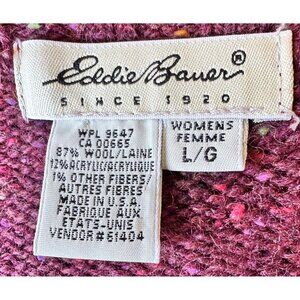 Eddie Bauer®
SINCE 1920
WPL 9647
CA 00665
87% WOOL/LAINE
12% ACRYLIC/ACRYLIQUE
1% OTHER FIBERS/
AUTRES FIBRES
MADE IN U.S.A.
FABRIQUE AUX
ETATS-UNIS
VENDOR #61404
WOMENS
FEMME
L/G